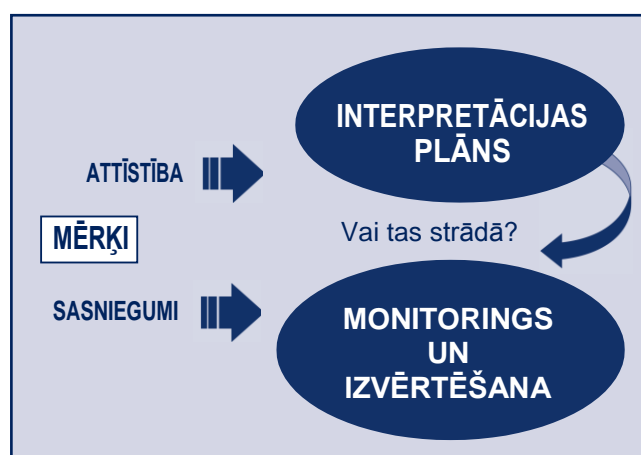 INTERPRETĀCIJAS
PLĀNS
ATTĪSTĪBA
MĒRĶI
Vai tas strādā?
SASNIEGUMI
MONITORINGS
UN
IZVĒRTĒŠANA